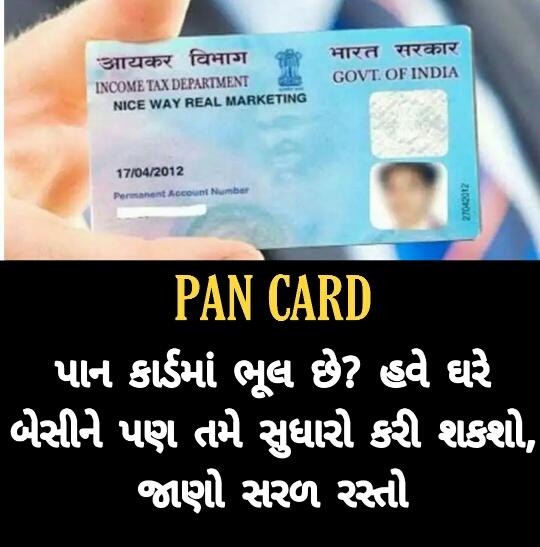 आयकर विभाग
भारत सरकार
INCOME TAX DEPARTMENT
GOVT. OF INDIA
NICE WAY REAL MARKETING
17/04/2012
Permanent Account Number
27042012
PAN CARD
પાન કાર્ડમાં ભૂલ છે? હવે ઘરે
બેસીને પણ તમે સુધારો કરી શકશો,
જાણો સરળ રસ્તો